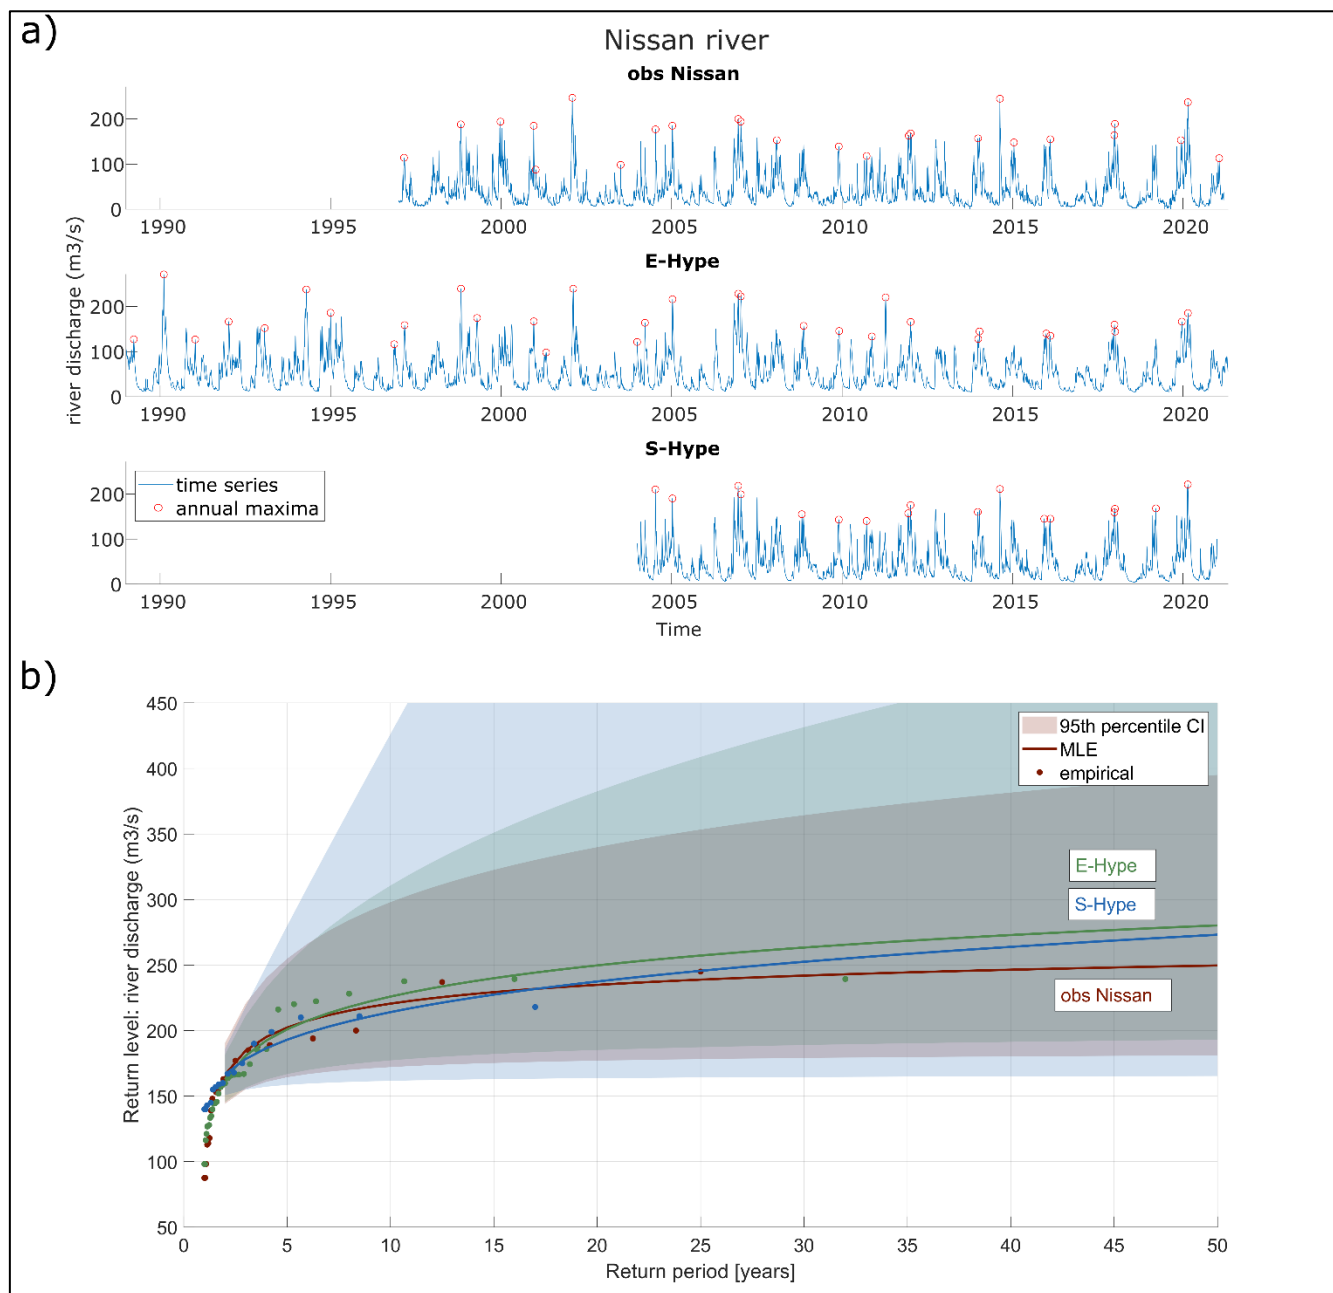 a)
Nissan river
obs Nissan
200
100
0
1990 1995 2000 2005 2010 2015 2020
river discharge (m3/s)
E-Hype
200
100
0
1990 1995 2000 2005 2010 2015 2020
S-Hype
time series
annual maxima
200
100
0
1990 1995 2000 2005 2010 2015 2020
Time
b)
450
400
350
300
250
200
150
100
50
Return level: river discharge (m3/s)
95th percentile CI
MLE
empirical
E-Hype
S-Hype
obs Nissan
0 5 10 15 20 25 30 35 40 45 50
Return period [years]